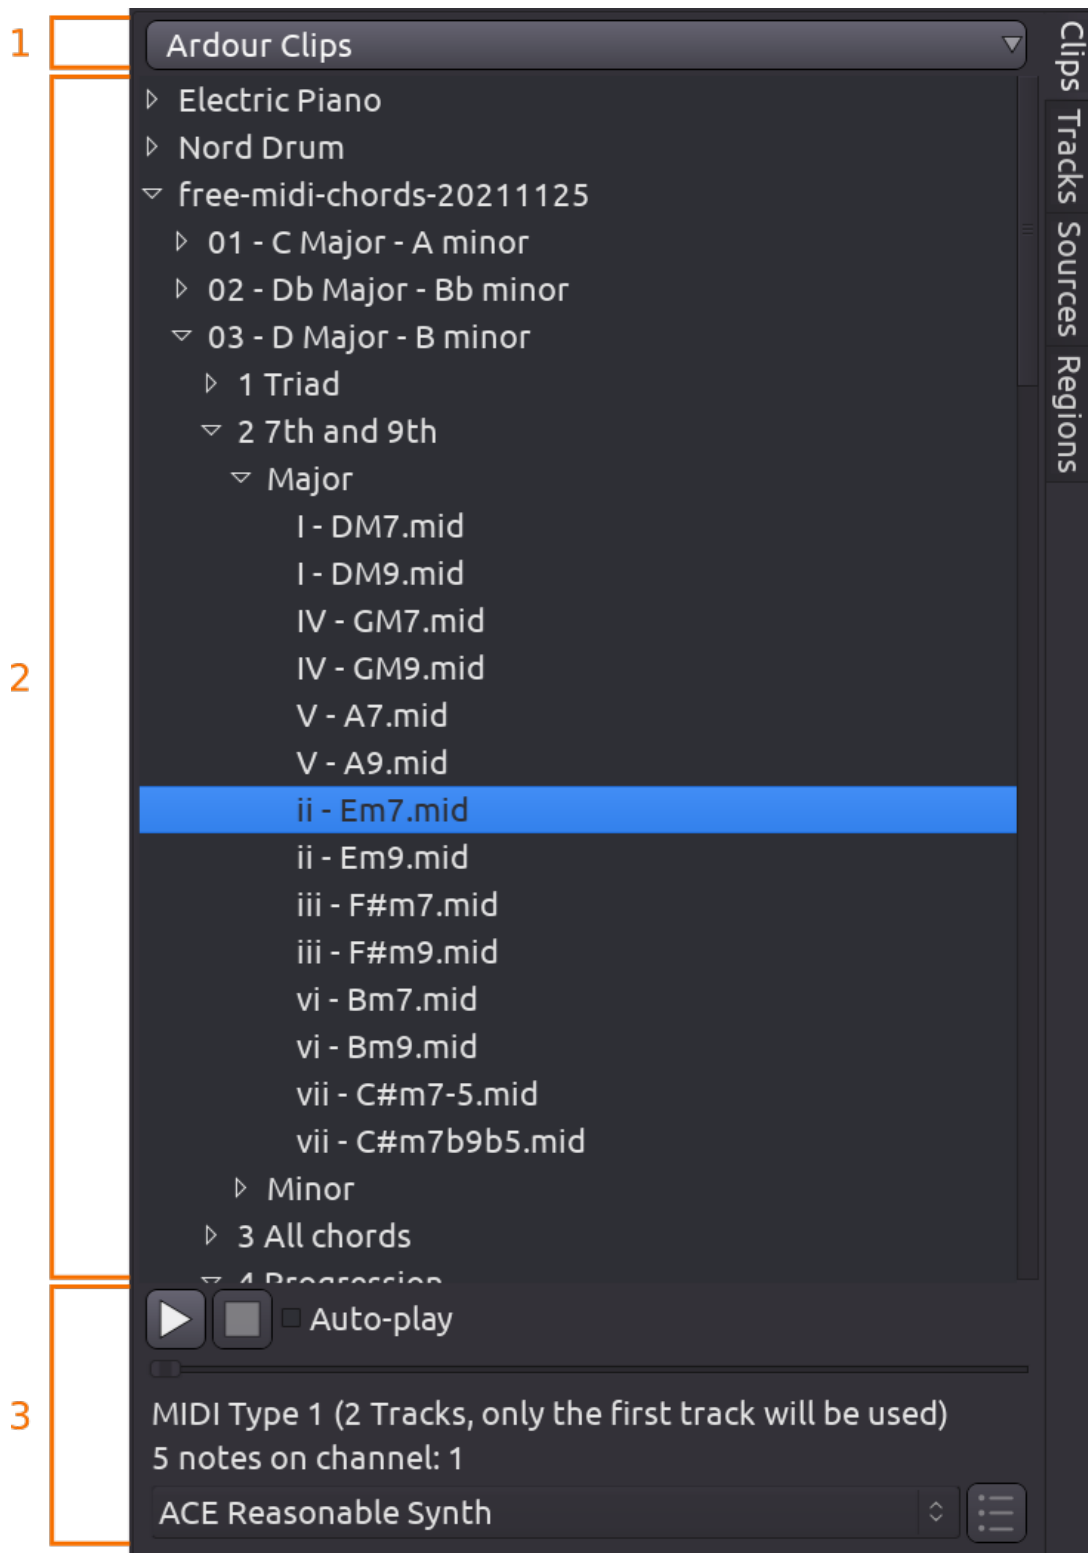 1
Ardour Clips
Clips
Tracks
Sources
Regions
2
Electric Piano
Nord Drum
free-midi-chords-20211125
01 - C Major - A minor
02 - Db Major - Bb minor
03 - D Major - B minor
1 Triad
2 7th and 9th
Major
I - DM7.mid
I - DM9.mid
IV - GM7.mid
IV - GM9.mid
V - A7.mid
V - A9.mid
ii - Em7.mid
ii - Em9.mid
iii - F#m7.mid
iii - F#m9.mid
vi - Bm7.mid
vi - Bm9.mid
vii - C#m7-5.mid
vii - C#m7b9b5.mid
Minor
3 All chords
4 Progression
3
Auto-play
MIDI Type 1 (2 Tracks, only the first track will be used)
5 notes on channel: 1
ACE Reasonable Synth